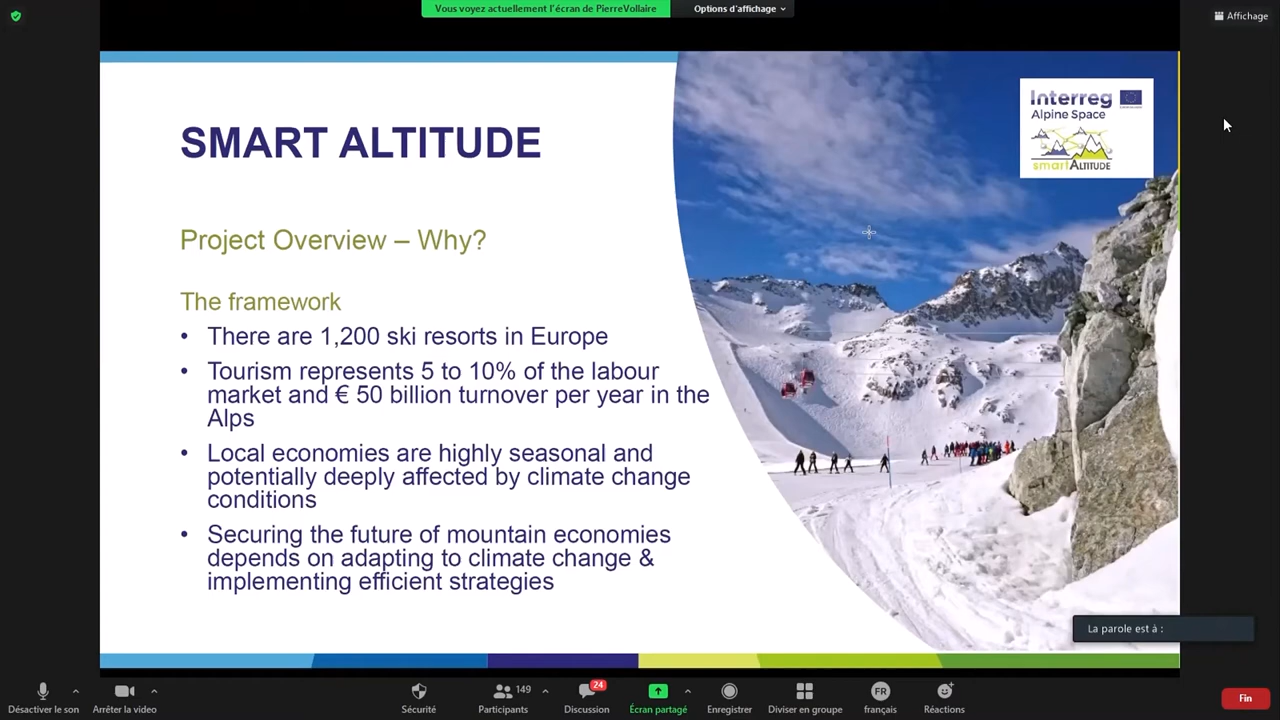 Vous voyez actuellement l'écran de PierreVollaire
Options d'affichage
Affichage
Interreg
Alpine Space
smartALTITUDE
SMART ALTITUDE
Project Overview – Why?
The framework
• There are 1,200 ski resorts in Europe
• Tourism represents 5 to 10% of the labour
market and € 50 billion turnover per year in the
Alps
• Local economies are highly seasonal and
potentially deeply affected by climate change
conditions
• Securing the future of mountain economies
depends on adapting to climate change &
implementing efficient strategies
La parole est à :
Désactiver le son
Arrêter la video
Sécurité
149
Participants
24
Discussion
Écran partagé
Enregistrer
Diviser en groupe
FR
français
Réactions
Fin